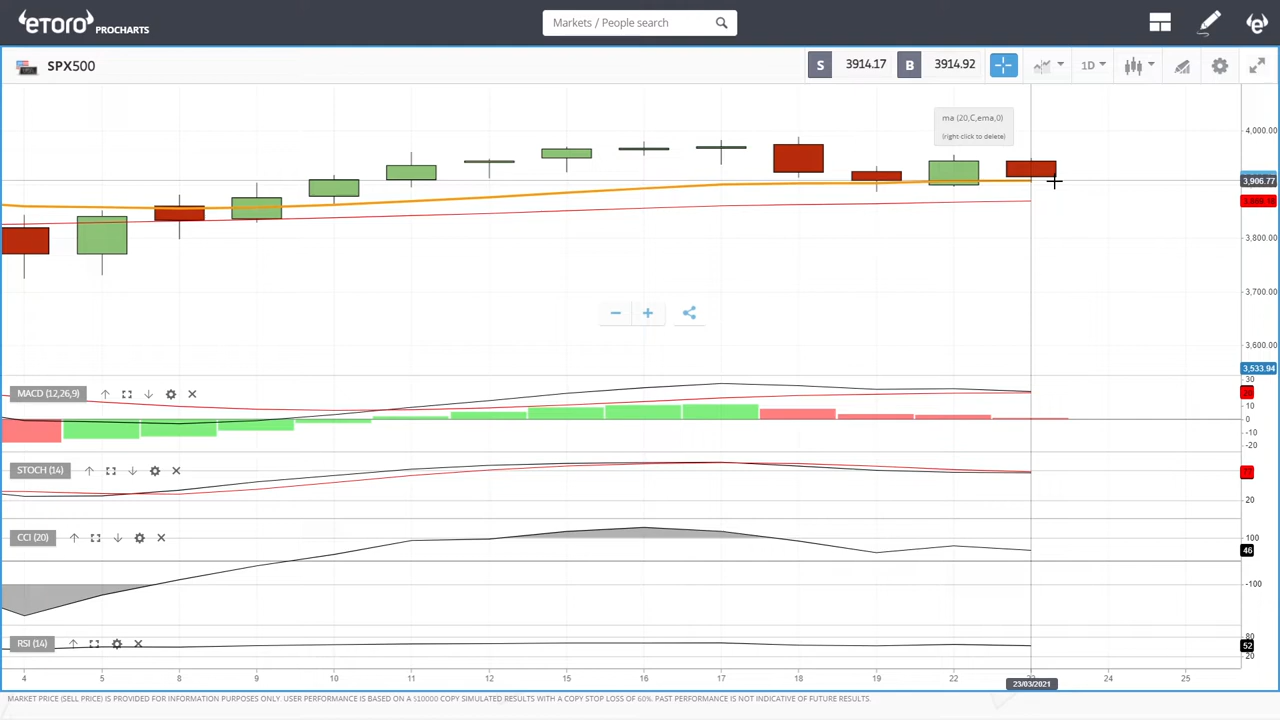 eToro PROCHARTS
Markets / People search
e
SPX500
S 3914.17 B 3914.92
1D
ma (20,C,ema,0)
(right click to delete)
4,000.00
3,906.77
3,800.00
3,700.00
3,600.00
3,533.94
MACD (12,26,9)
30
10
0
-10
-20
STOCH (14)
20
CCI (20)
100
46
-100
RSI (14)
80
52
20
4 5 8 9 10 11 12 15 16 17 18 19 22 24 25
23/03/2021
MARKET PRICE (SELL PRICE) IS PROVIDED FOR INFORMATION PURPOSES ONLY. USER PERFORMANCE IS BASED ON A $10000 COPY SIMULATED RESULTS WITH A COPY STOP LOSS OF 60%. PAST PERFORMANCE IS NOT INDICATIVE OF FUTURE RESULTS.